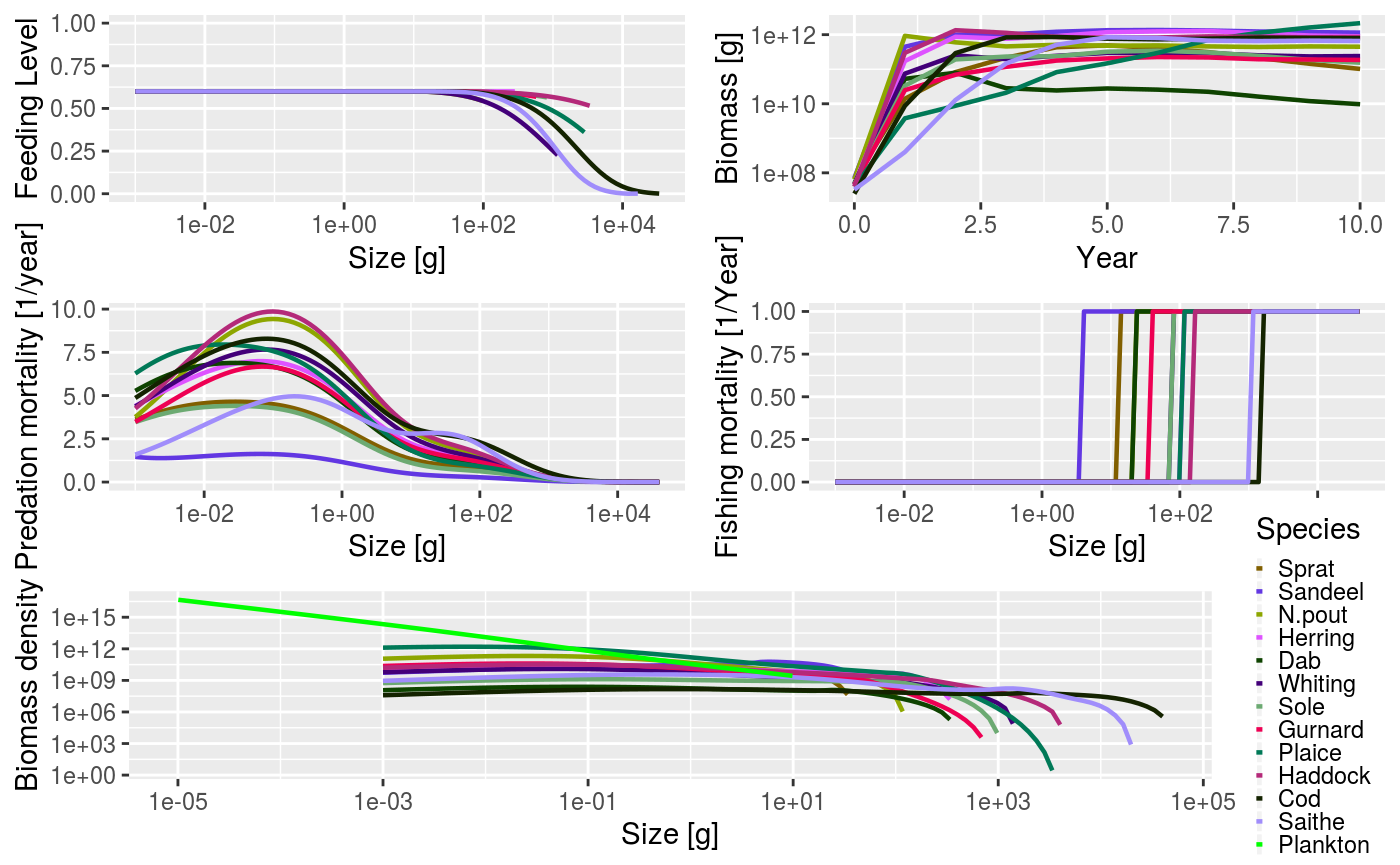 Feeding Level
1.00
0.75
0.50
0.25
0.00
1e-02 1e+00 1e+02 1e+04
Size [g]
Biomass [g]
1e+12
1e+10
1e+08
0.0 2.5 5.0 7.5 10.0
Year
Predation mortality [1/year]
10.0
7.5
5.0
2.5
0.0
1e-02 1e+00 1e+02 1e+04
Size [g]
Fishing mortality [1/Year]
1.00
0.75
0.50
0.25
0.00
1e-02 1e+00 1e+02
Size [g]
Biomass density
1e+15
1e+12
1e+09
1e+06
1e+03
1e+00
1e-05 1e-03 1e-01 1e+01 1e+03 1e+05
Size [g]
Species
Sprat
Sandeel
N.pout
Herring
Dab
Whiting
Sole
Gurnard
Plaice
Haddock
Cod
Saithe
Plankton